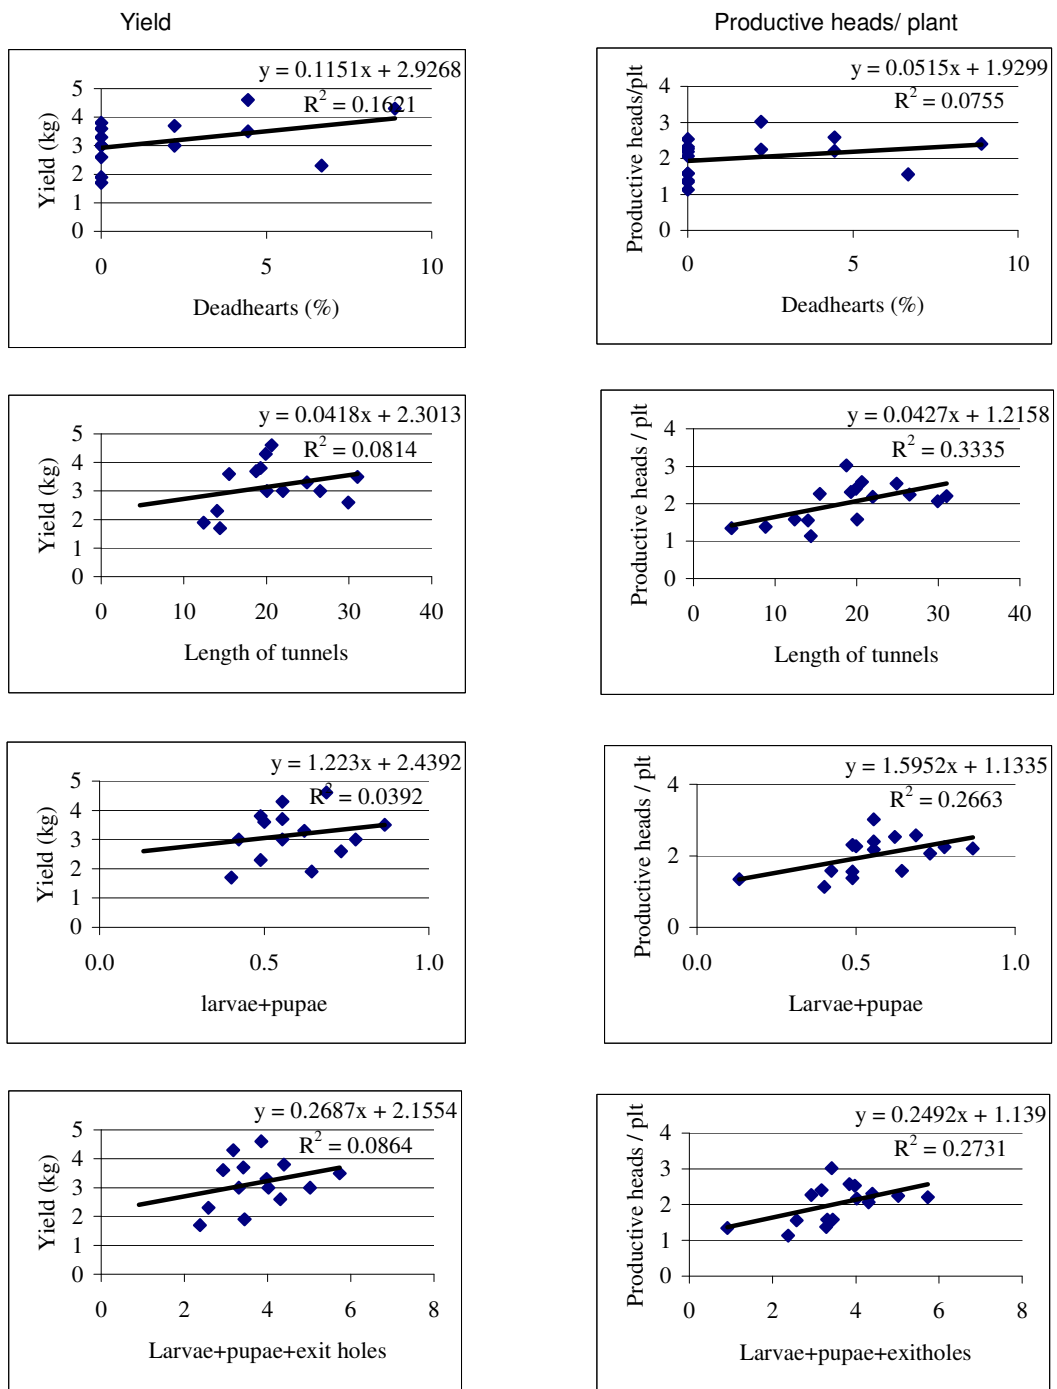 Yield
Productive heads/ plant
y = 0.1151x + 2.9268
R² = 0.1621
Yield (kg)
5
4
3
2
1
0
0 5 10
Deadhearts (%)
y = 0.0515x + 1.9299
R² = 0.0755
Productive heads/plt
4
3
2
1
0
0 5 10
Deadhearts (%)
y = 0.0418x + 2.3013
R² = 0.0814
Yield (kg)
5
4
3
2
1
0
0 10 20 30 40
Length of tunnels
y = 0.0427x + 1.2158
R² = 0.3335
Productive heads / plt
4
3
2
1
0
0 10 20 30 40
Length of tunnels
y = 1.223x + 2.4392
R² = 0.0392
Yield (kg)
5
4
3
2
1
0
0.0 0.5 1.0
larvae+pupae
y = 1.5952x + 1.1335
R² = 0.2663
Productive heads / plt
4
2
0
0.0 0.5 1.0
Larvae+pupae
y = 0.2687x + 2.1554
R² = 0.0864
Yield (kg)
5
4
3
2
1
0
0 2 4 6 8
Larvae+pupae+exit holes
y = 0.2492x + 1.139
R² = 0.2731
Productive heads / plt
4
3
2
1
0
0 2 4 6 8
Larvae+pupae+exitholes